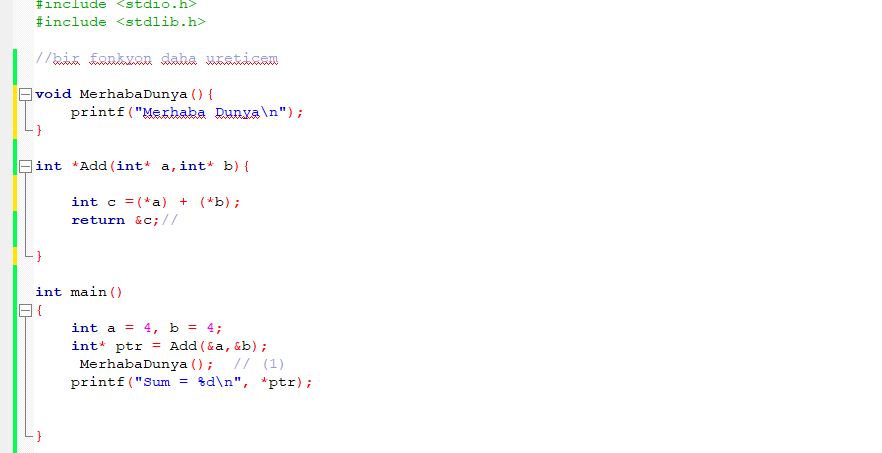 #include <stdio.h>
#include <stdlib.h>
//bir fonkyon daha ureticem
void MerhabaDunya(){
printf("Merhaba Dunya\n");
}
int *Add(int* a,int* b){
int c =(*a) + (*b);
return &c;//
}
int main()
{
int a = 4, b = 4;
int* ptr = Add(&a,&b);
MerhabaDunya();  // (1)
printf("Sum = %d\n", *ptr);
}